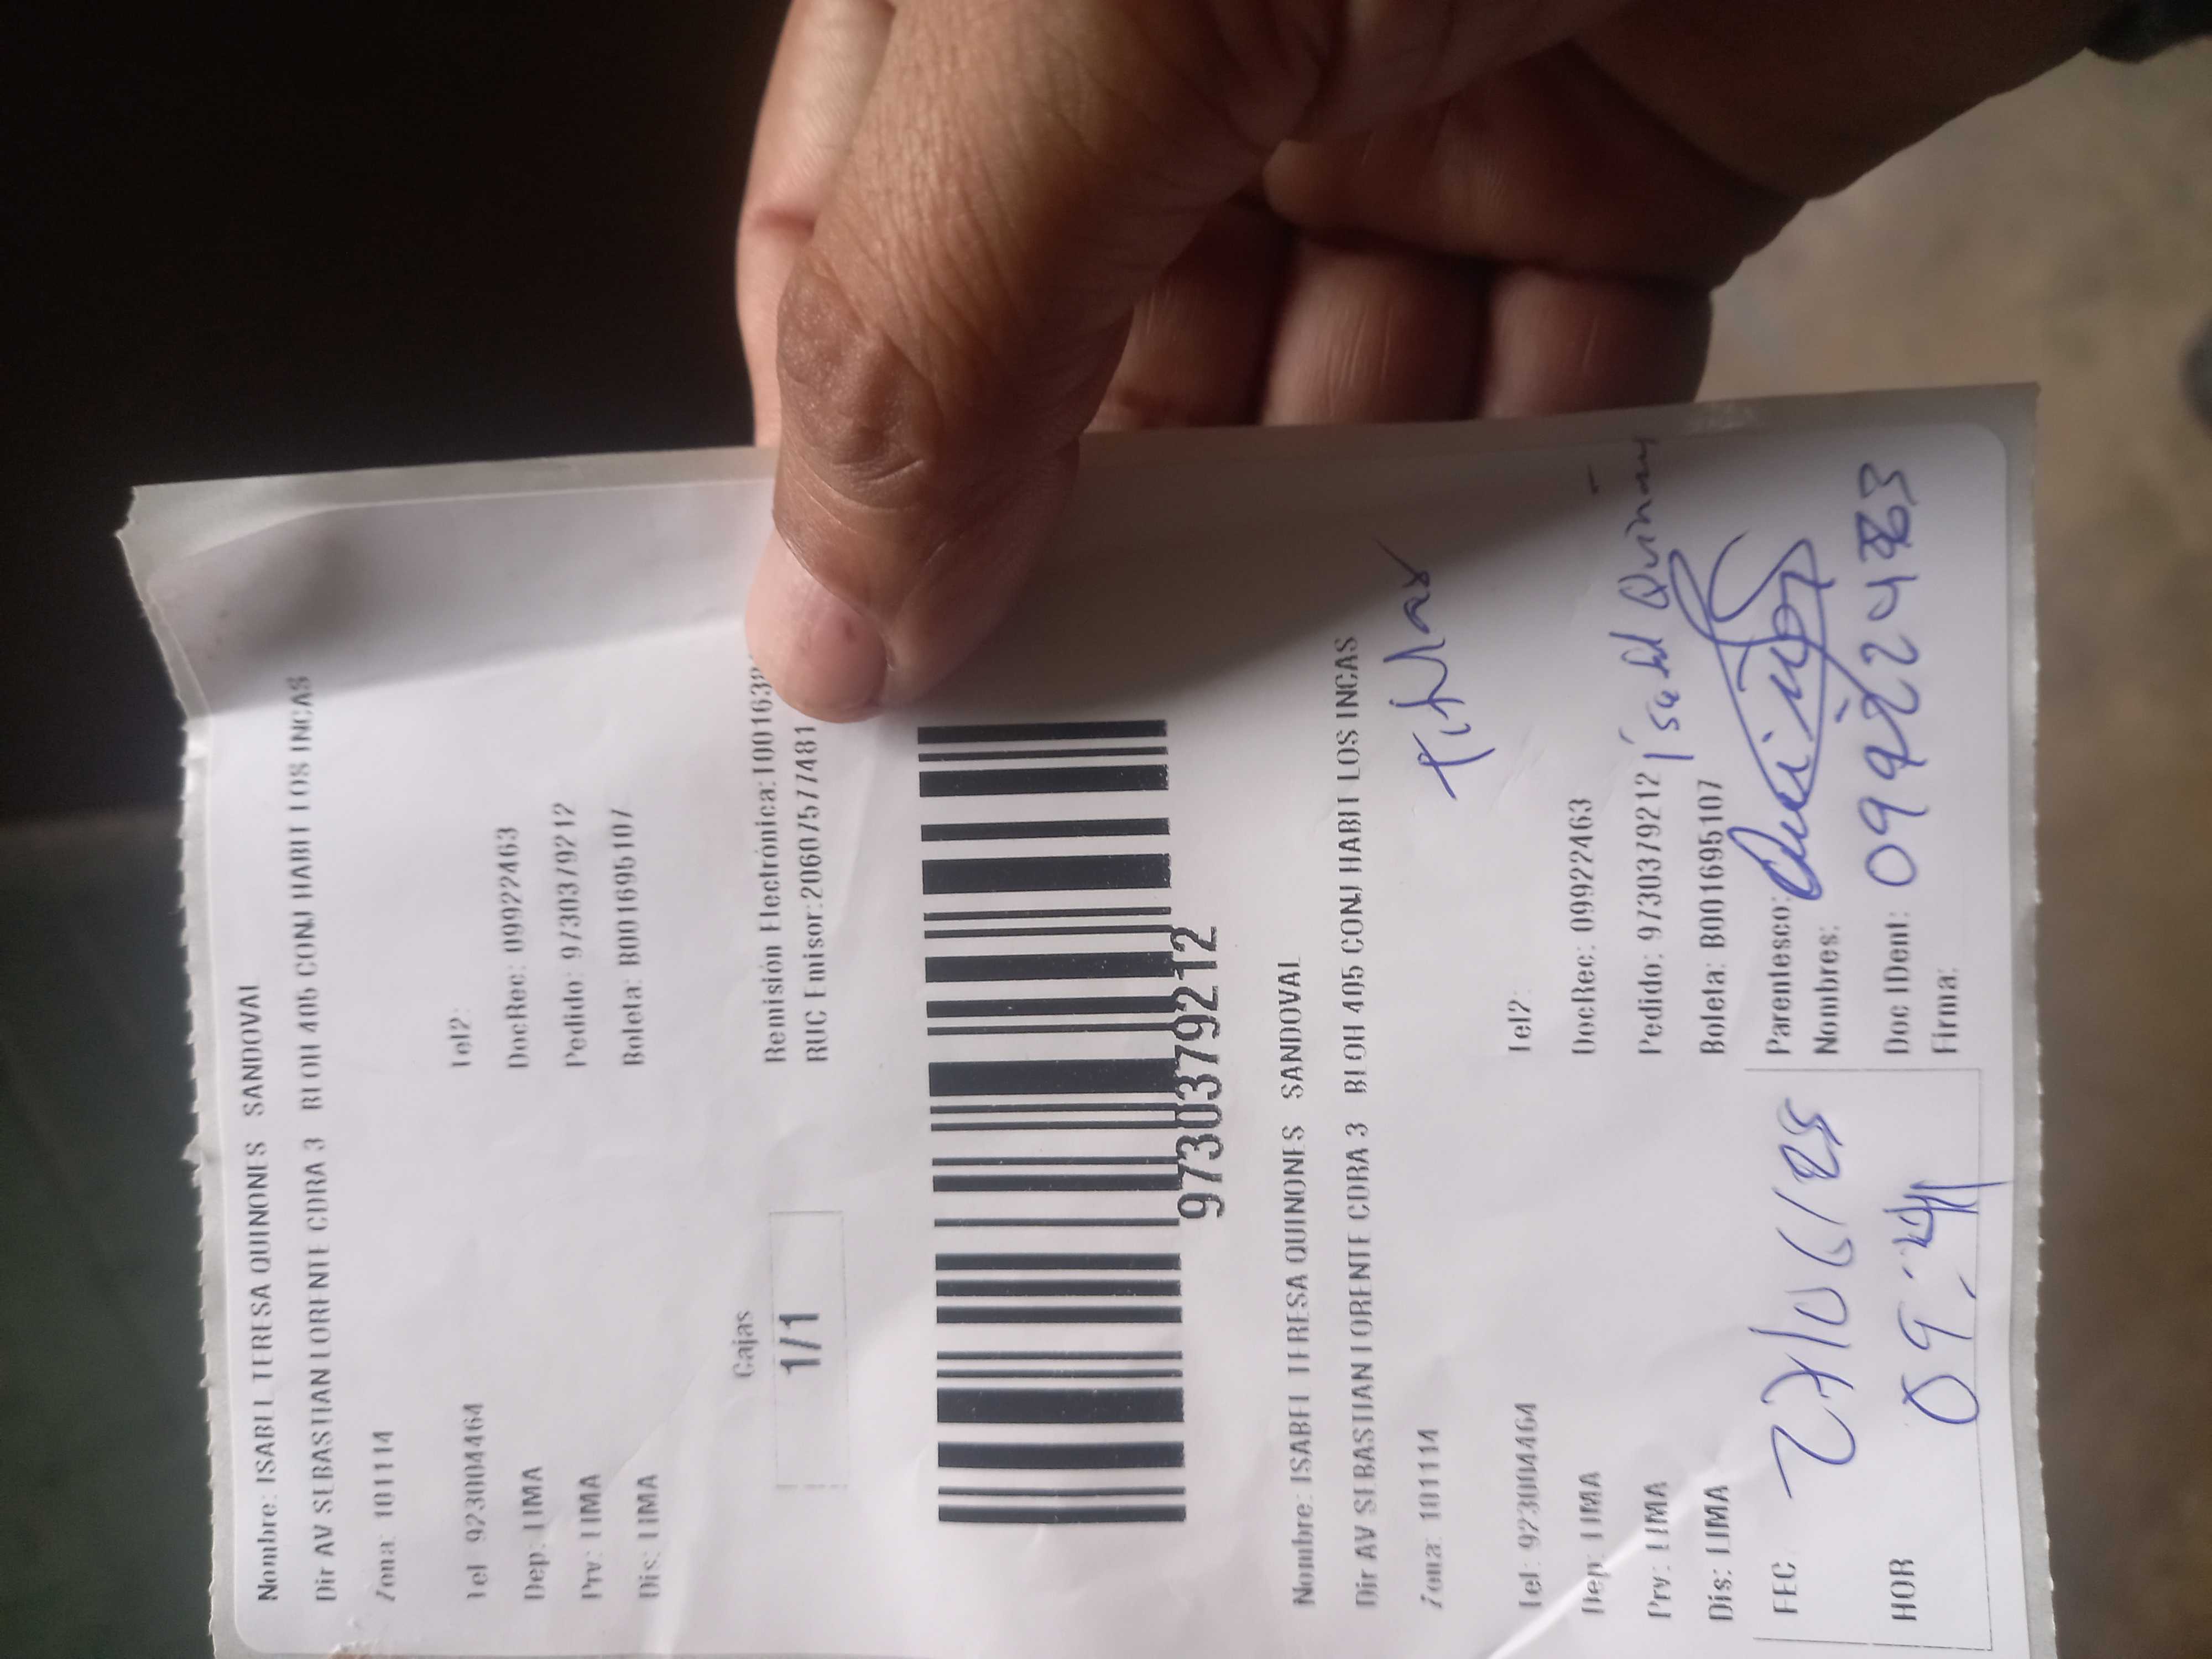 Nombre: ISABEL TERESA QUINONES SANDOVAL
Dir AV SEBASTIAN LORENTE CDRA 3 BLOH 405 CONJ HABIT LOS INCAS
Zona: 101114
Tel 923004464 Tel2:
Dep: LIMA DocRec: 09922463
Prv: LIMA Pedido: 9730379212
Dis: LIMA Boleta: B001695107
Cajas
1/1
Remisión Electrónica:
RUC Emisor:20607577481
9730379212
Nombre: ISABEL TERESA QUINONES SANDOVAL
Dir AV SEBASTIAN LORENTE CDRA 3 BLOH 405 CONJ HABIT LOS INCAS
Zona: 101114
Titular
Tel: 923004464 Tel2:
Dep: LIMA DocRec: 09922463
Prv: LIMA Pedido: 9730379212
Isabel
Dis: LIMA Boleta: B001695107
FEC Parentesco:
Nombres:
HOR Doc IDent:
Firma: